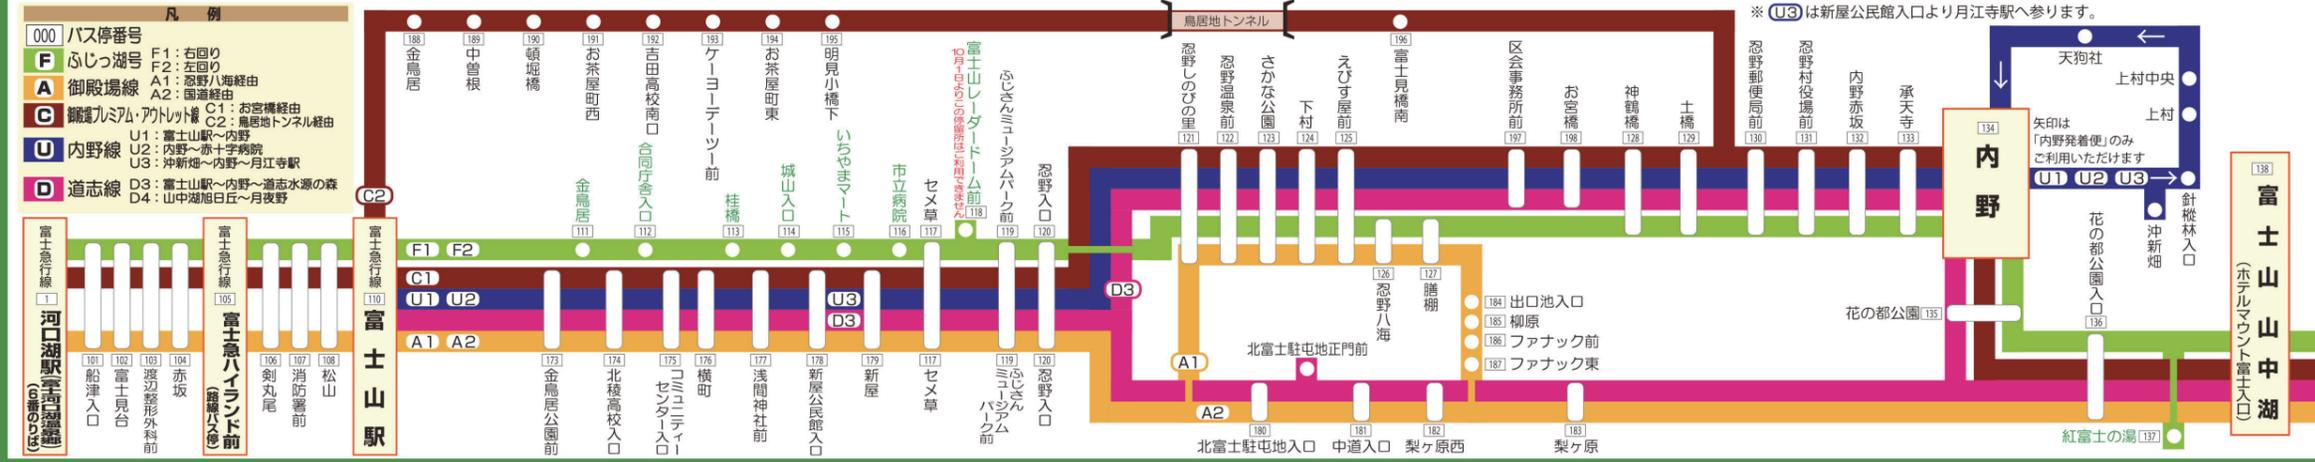 凡　例
000 バス停番号
F ふじっ湖号
F1：右回り
F2：左回り
A 御殿場線
A1：忍野八海経由
A2：国道経由
C 御殿場プレミアム・アウトレット線
C1：お宮橋経由
C2：鳥居地トンネル経由
U 内野線
U1：富士山駅～内野
U2：内野～赤十字病院
U3：沖新畑～内野～月江寺駅
D 道志線
D3：富士山駅～内野～道志水源の森
D4：山中湖旭日丘～月夜野
※U3は新屋公民館入口より月江寺駅へ参ります。
鳥居地トンネル
188 金鳥居
189 中曽根
190 頓堀橋
191 お茶屋町西
192 吉田高校南口
193 ケーヨーデーツー前
194 お茶屋町東
195 明見小橋下
196 富士見橋南
C2
富士急行線
1
河口湖駅(富士河口湖温泉郷)
(6番のりば)
101 船津入口
102 富士見台
103 渡辺整形外科前
104 赤坂
富士急行線
105
富士急ハイランド前
(路線バス停)
106 剣丸尾
107 消防署前
108 松山
富士急行線
110
富士山駅
F1 F2
C1
U1 U2
A1 A2
U3
D3
金鳥居 111
合同庁舎入口 112
桂橋 113
城山入口 114
いちやまマート 115
市立病院 116
セメ草 117
富士山レーダードーム前 118
10月1日よりこの停留所はご利用できません
ふじさんミュージアムパーク前 119
忍野入口 120
173 金鳥居公園前
174 北稜高校入口
175 コミュニティーセンター入口
176 横町
177 浅間神社前
178 新屋公民館入口
179 新屋
117 セメ草
119 ふじさんミュージアムパーク前
120 忍野入口
D3
忍野しのびの里 121
忍野温泉前 122
さかな公園 123
下村 124
えびす屋前 125
126 忍野八海
127 膳棚
区会事務所前 197
お宮橋 198
神鶴橋 128
土橋 129
忍野郵便局前 130
忍野村役場前 131
内野赤坂 132
承天寺 133
A1
A2
184 出口池入口
185 柳原
186 ファナック前
187 ファナック東
北富士駐屯地正門前
180
北富士駐屯地入口
181
中道入口
182
梨ヶ原西
183
梨ヶ原
134
内野
天狗社
上村中央
上村
矢印は
「内野発着便」のみ
ご利用いただけます
U1 U2 U3
針樅林入口
沖新畑
花の都公園 135
花の都公園入口 136
紅富士の湯 137
138
富士山山中湖
(ホテルマウント富士入口)